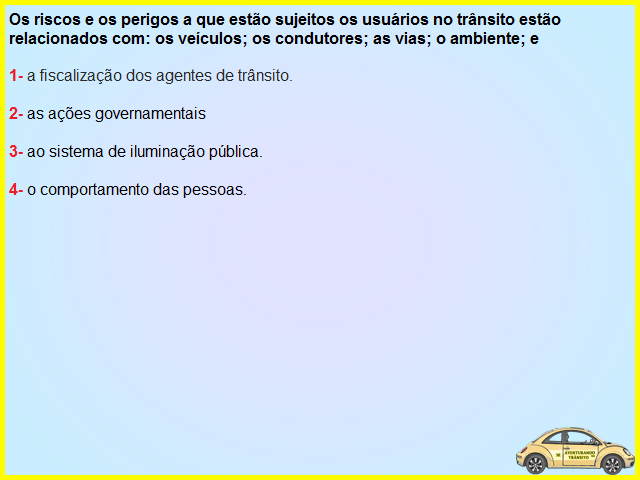 Os riscos e os perigos a que estão sujeitos os usuários no trânsito estão
relacionados com: os veículos; os condutores; as vias; o ambiente; e
1- a fiscalização dos agentes de trânsito.
2- as ações governamentais
3- ao sistema de iluminação pública.
4- o comportamento das pessoas.
AVENTURANDO
TRÂNSITO